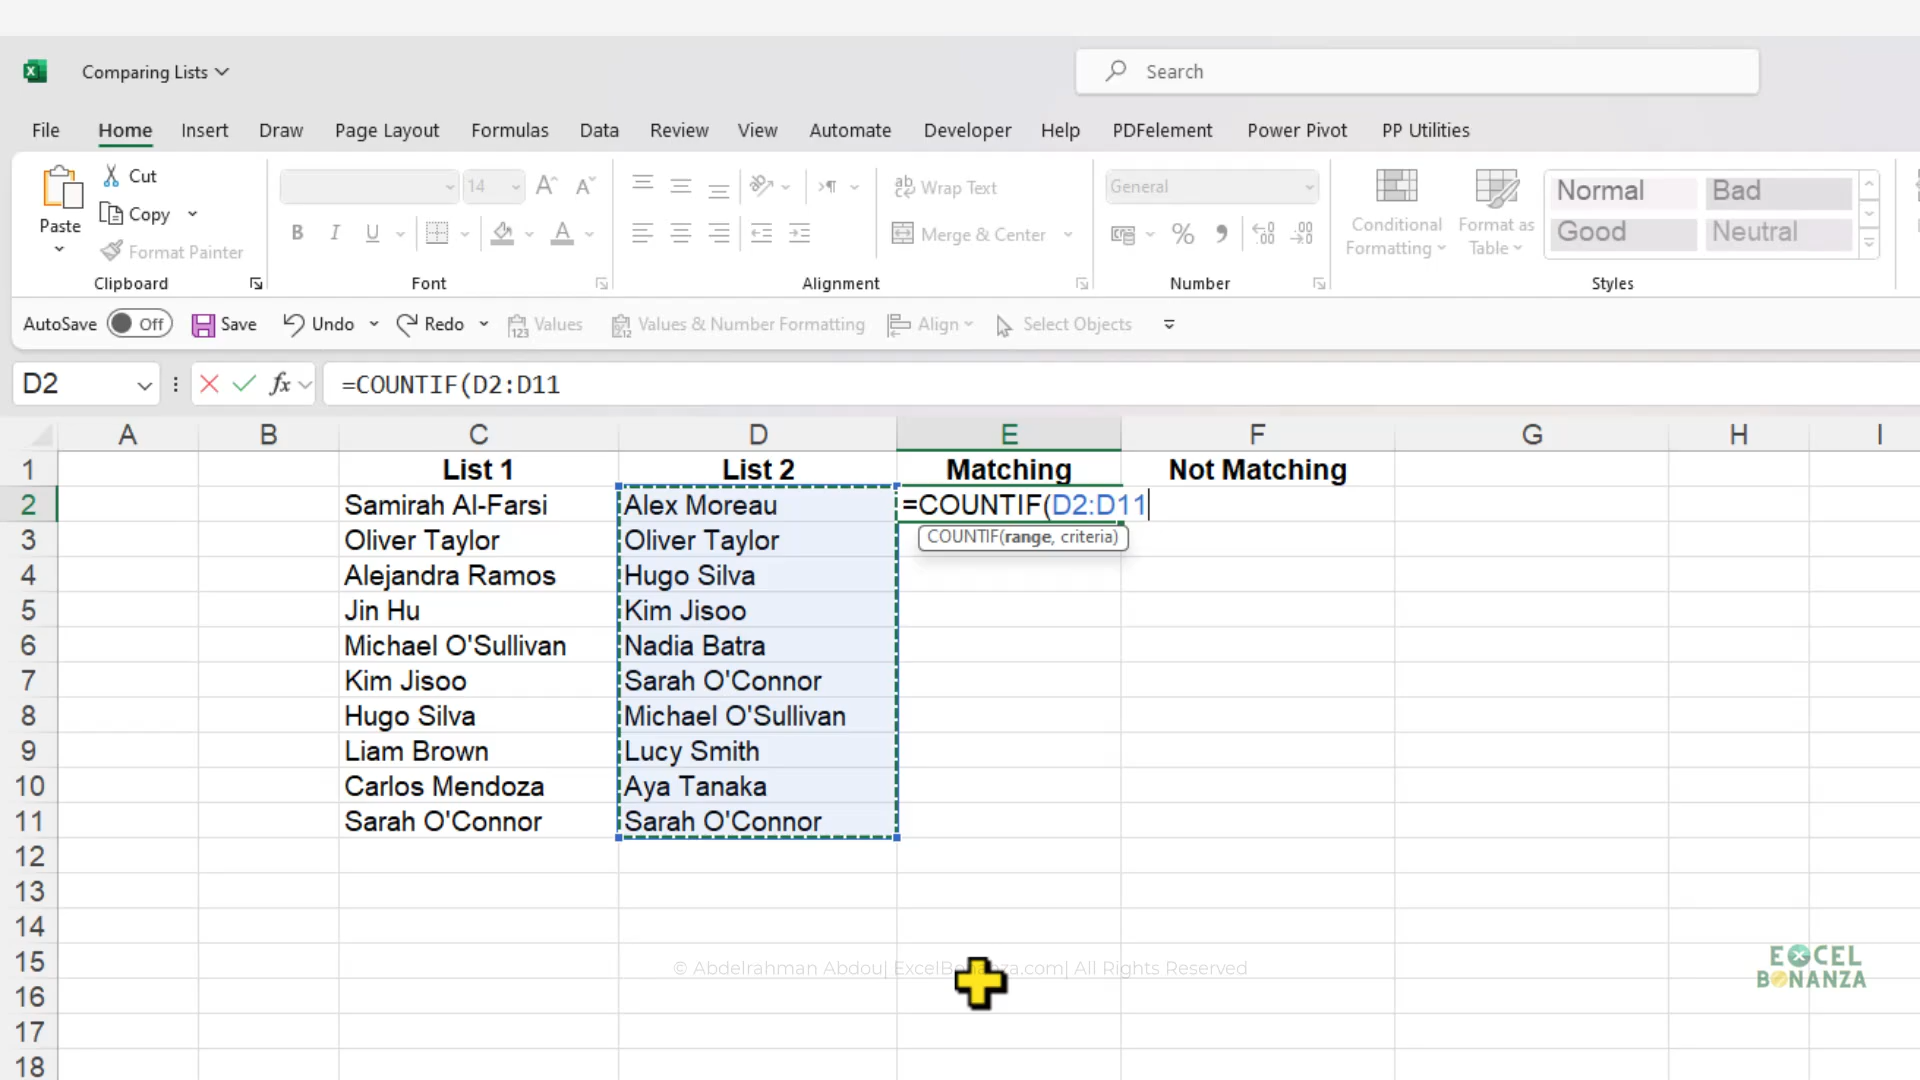 Comparing Lists
Search
File Home Insert Draw Page Layout Formulas Data Review View Automate Developer Help PDFelement Power Pivot PP Utilities
Paste
Cut
Copy
Format Painter
Clipboard
14
B I U
Font
Wrap Text
Merge & Center
Alignment
General
Number
Conditional Formatting
Format as Table
Normal Bad
Good Neutral
Styles
AutoSave Off Save Undo Redo Values Values & Number Formatting Align Select Objects
D2 fx =COUNTIF(D2:D11
A B C D E F G H I
1 List 1 List 2 Matching Not Matching
2 Samirah Al-Farsi Alex Moreau =COUNTIF(D2:D11
COUNTIF(range, criteria)
3 Oliver Taylor Oliver Taylor
4 Alejandra Ramos Hugo Silva
5 Jin Hu Kim Jisoo
6 Michael O'Sullivan Nadia Batra
7 Kim Jisoo Sarah O'Connor
8 Hugo Silva Michael O'Sullivan
9 Liam Brown Lucy Smith
10 Carlos Mendoza Aya Tanaka
11 Sarah O'Connor Sarah O'Connor
12
13
14
15
© Abdelrahman Abdou| ExcelBonanza.com| All Rights Reserved
EXCEL
BONANZA
16
17
18